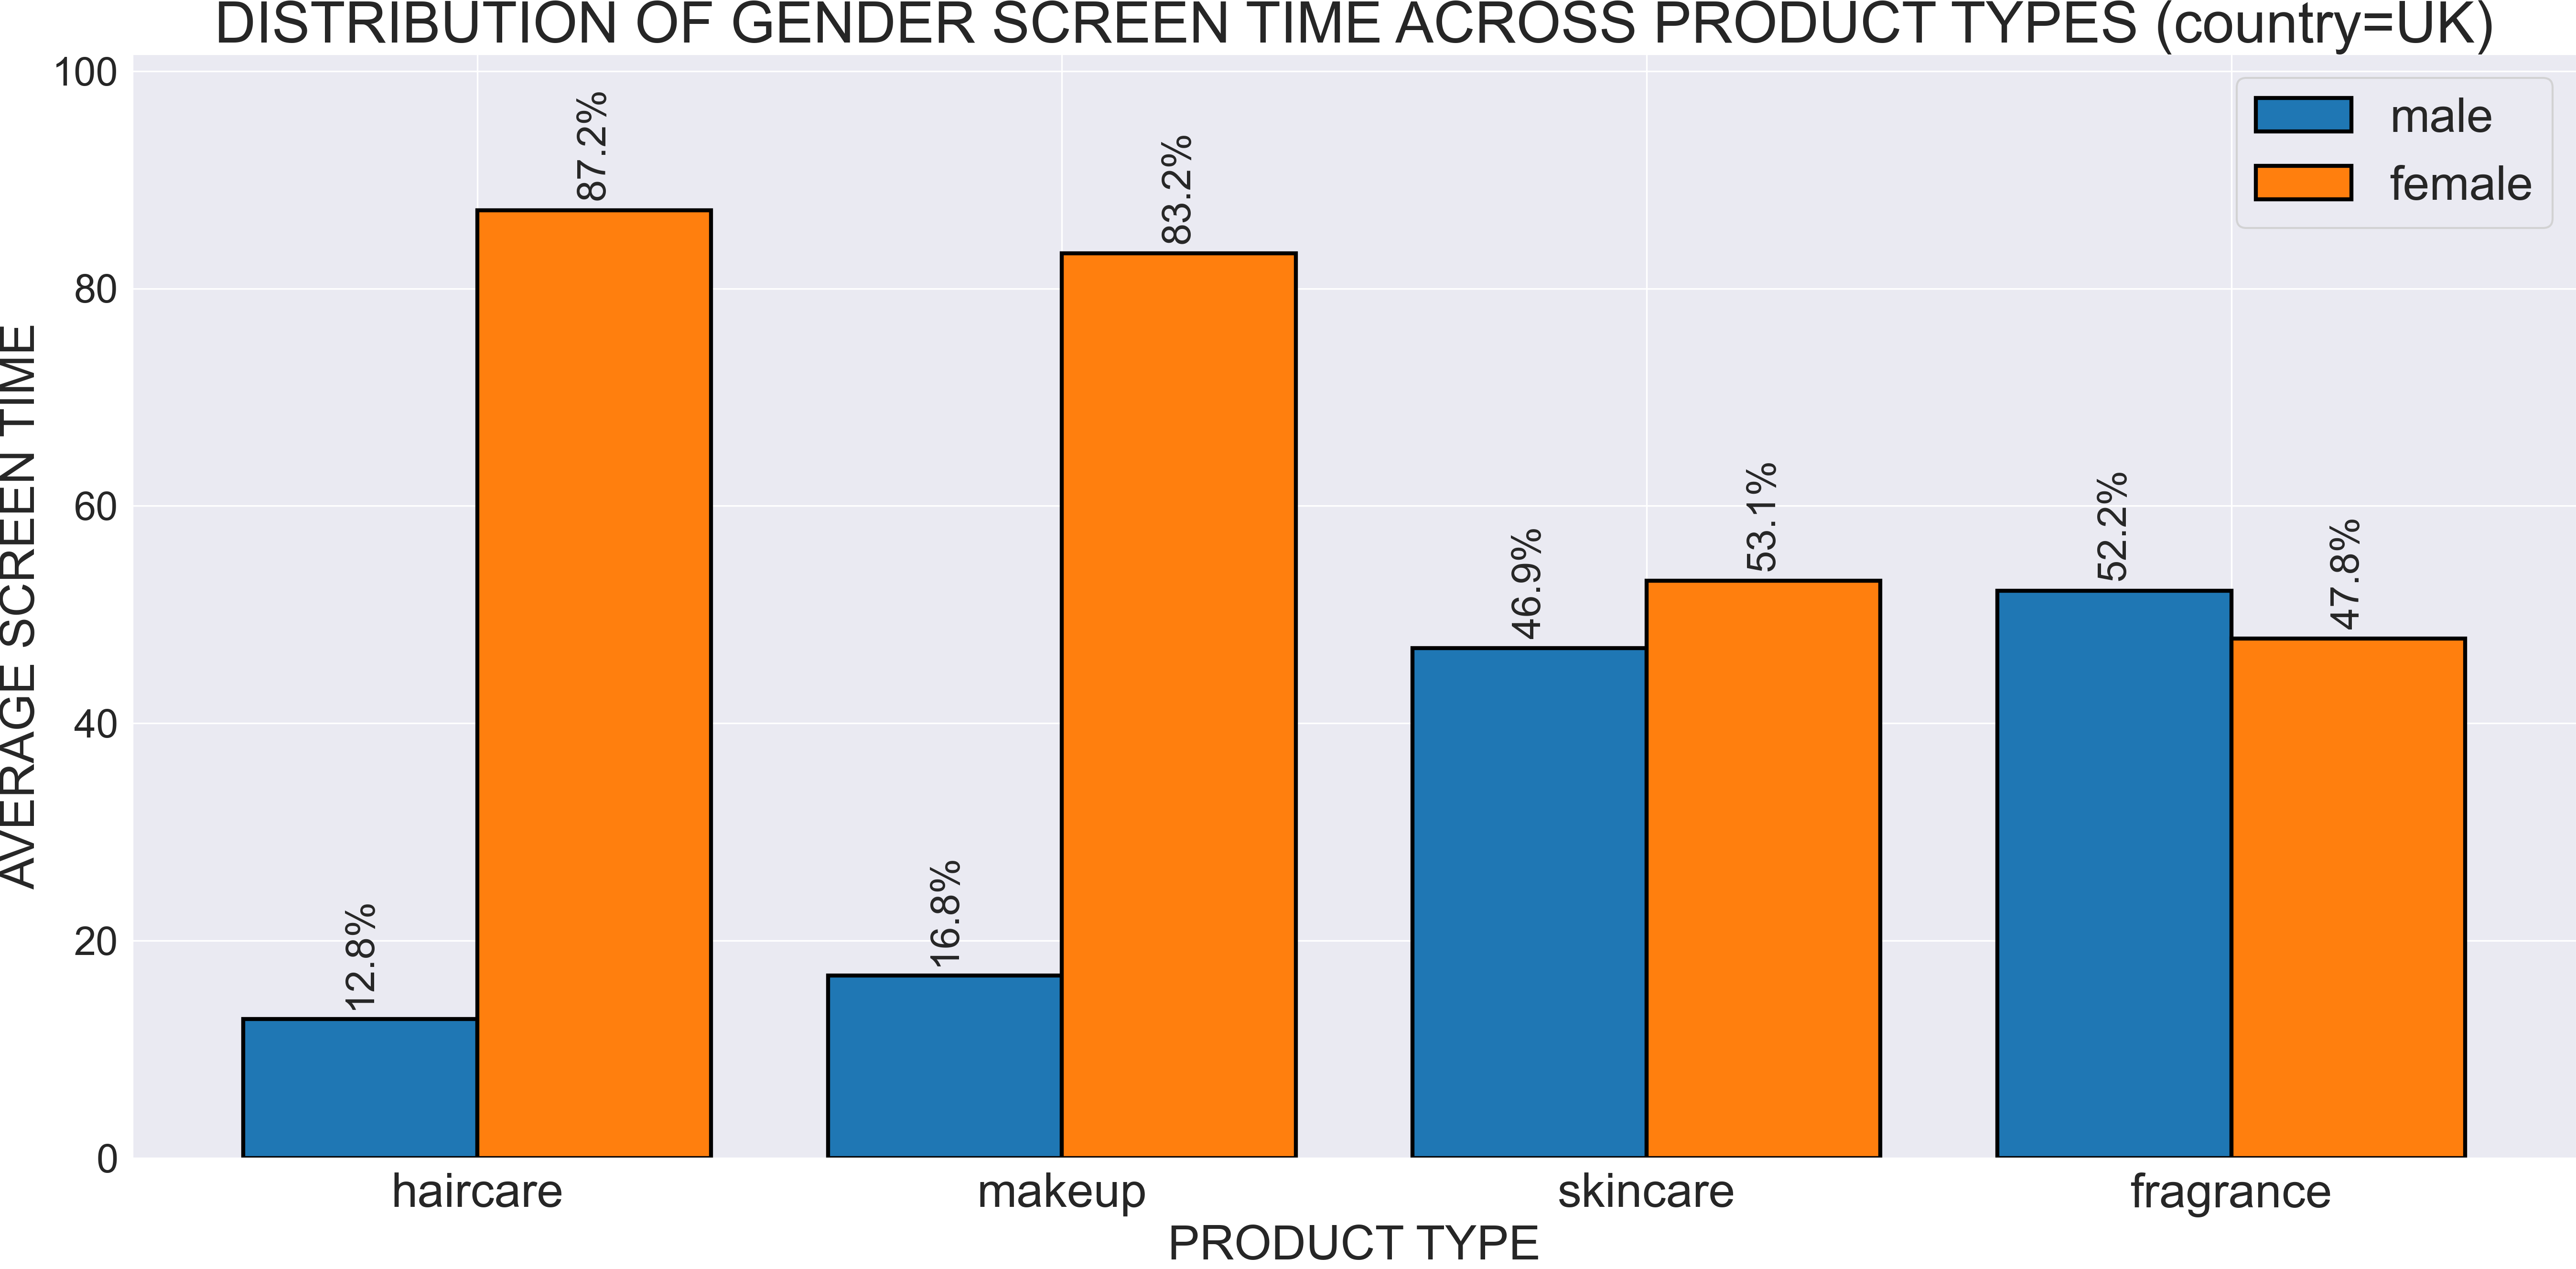 DISTRIBUTION OF GENDER SCREEN TIME ACROSS PRODUCT TYPES (country=UK)
AVERAGE SCREEN TIME
100
80
60
40
20
0
male
female
12.8%
87.2%
16.8%
83.2%
46.9%
53.1%
52.2%
47.8%
haircare
makeup
skincare
fragrance
PRODUCT TYPE